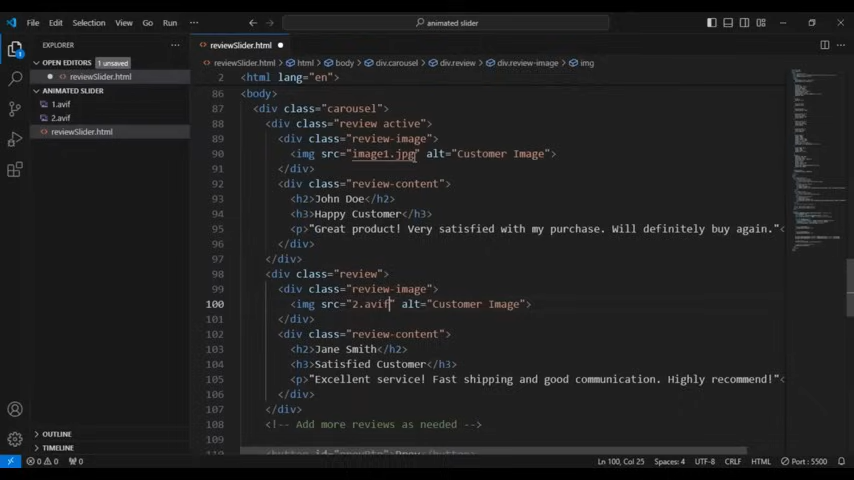 File Edit Selection View Go Run ··· animated slider
EXPLORER ···
OPEN EDITORS 1 unsaved
reviewSlider.html
ANIMATED SLIDER
1.avif
2.avif
reviewSlider.html
OUTLINE
TIMELINE
reviewSlider.html
reviewSlider.html > html > body > div.carousel > div.review > div.review-image > img
2 <html lang="en">
86 <body>
87 <div class="carousel">
88 <div class="review active">
89 <div class="review-image">
90 <img src="image1.jpg" alt="Customer Image">
91 </div>
92 <div class="review-content">
93 <h2>John Doe</h2>
94 <h3>Happy Customer</h3>
95 <p>"Great product! Very satisfied with my purchase. Will definitely buy again."<
96 </div>
97 </div>
98 <div class="review">
99 <div class="review-image">
100 <img src="2.avif" alt="Customer Image">
101 </div>
102 <div class="review-content">
103 <h2>Jane Smith</h2>
104 <h3>Satisfied Customer</h3>
105 <p>"Excellent service! Fast shipping and good communication. Highly recommend!"<
106 </div>
107 </div>
108 <!-- Add more reviews as needed -->
109
0 0 0 Ln 100, Col 25 Spaces: 4 UTF-8 CRLF HTML Port : 5500